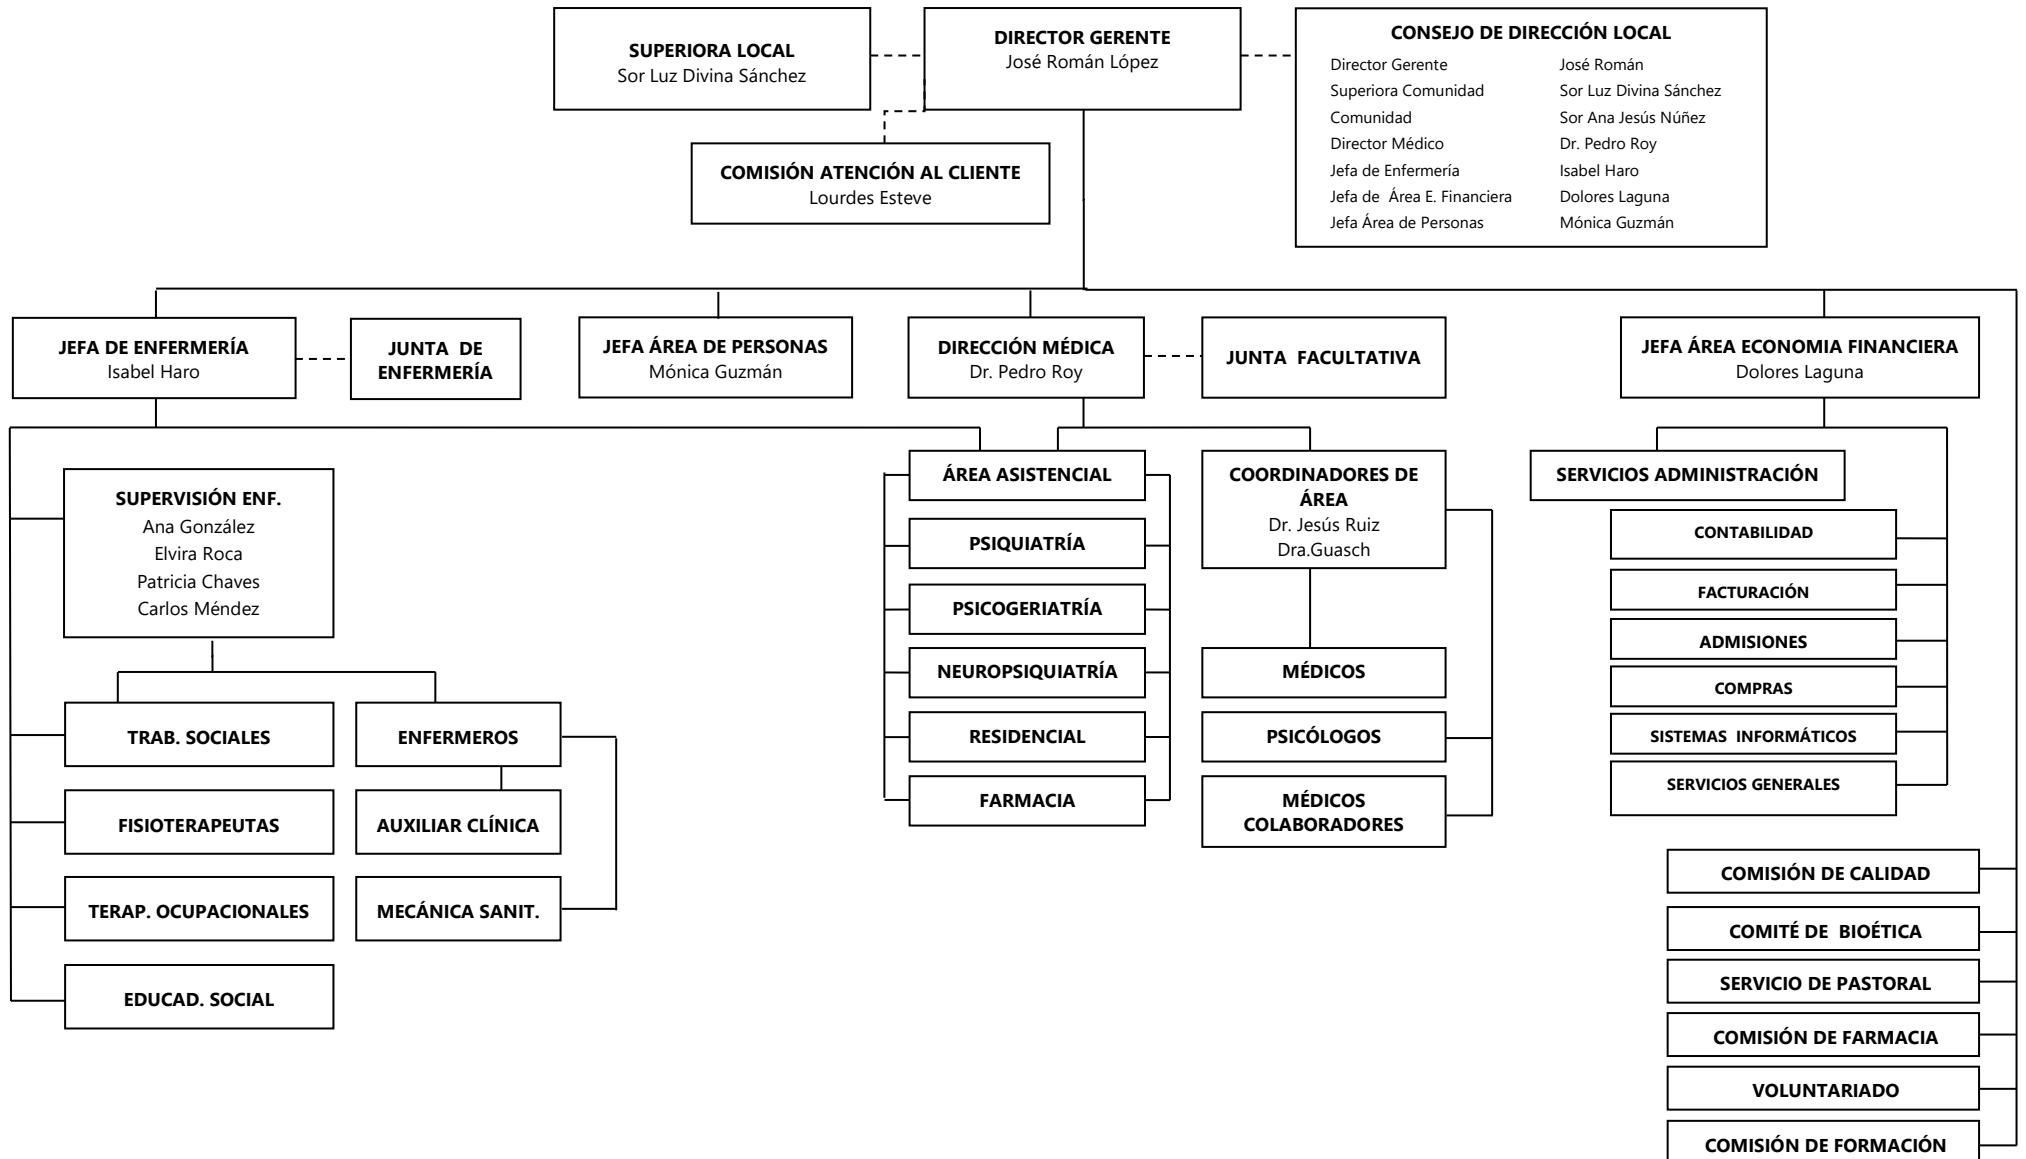 SUPERIORA LOCAL
Sor Luz Divina Sánchez
DIRECTOR GERENTE
José Román López
CONSEJO DE DIRECCIÓN LOCAL
Director Gerente José Román
Superiora Comunidad Sor Luz Divina Sánchez
Comunidad Sor Ana Jesús Núñez
Director Médico Dr. Pedro Roy
Jefa de Enfermería Isabel Haro
Jefa de Área E. Financiera Dolores Laguna
Jefa Área de Personas Mónica Guzmán
COMISIÓN ATENCIÓN AL CLIENTE
Lourdes Esteve
JEFA DE ENFERMERÍA
Isabel Haro
JUNTA DE
ENFERMERÍA
JEFA ÁREA DE PERSONAS
Mónica Guzmán
DIRECCIÓN MÉDICA
Dr. Pedro Roy
JUNTA FACULTATIVA
JEFA ÁREA ECONOMIA FINANCIERA
Dolores Laguna
SUPERVISIÓN ENF.
Ana González
Elvira Roca
Patricia Chaves
Carlos Méndez
TRAB. SOCIALES
FISIOTERAPEUTAS
TERAP. OCUPACIONALES
EDUCAD. SOCIAL
ENFERMEROS
AUXILIAR CLÍNICA
MECÁNICA SANIT.
ÁREA ASISTENCIAL
PSIQUIATRÍA
PSICOGERIATRÍA
NEUROPSIQUIATRÍA
RESIDENCIAL
FARMACIA
COORDINADORES DE
ÁREA
Dr. Jesús Ruiz
Dra.Guasch
MÉDICOS
PSICÓLOGOS
MÉDICOS
COLABORADORES
SERVICIOS ADMINISTRACIÓN
CONTABILIDAD
FACTURACIÓN
ADMISIONES
COMPRAS
SISTEMAS INFORMÁTICOS
SERVICIOS GENERALES
COMISIÓN DE CALIDAD
COMITÉ DE BIOÉTICA
SERVICIO DE PASTORAL
COMISIÓN DE FARMACIA
VOLUNTARIADO
COMISIÓN DE FORMACIÓN